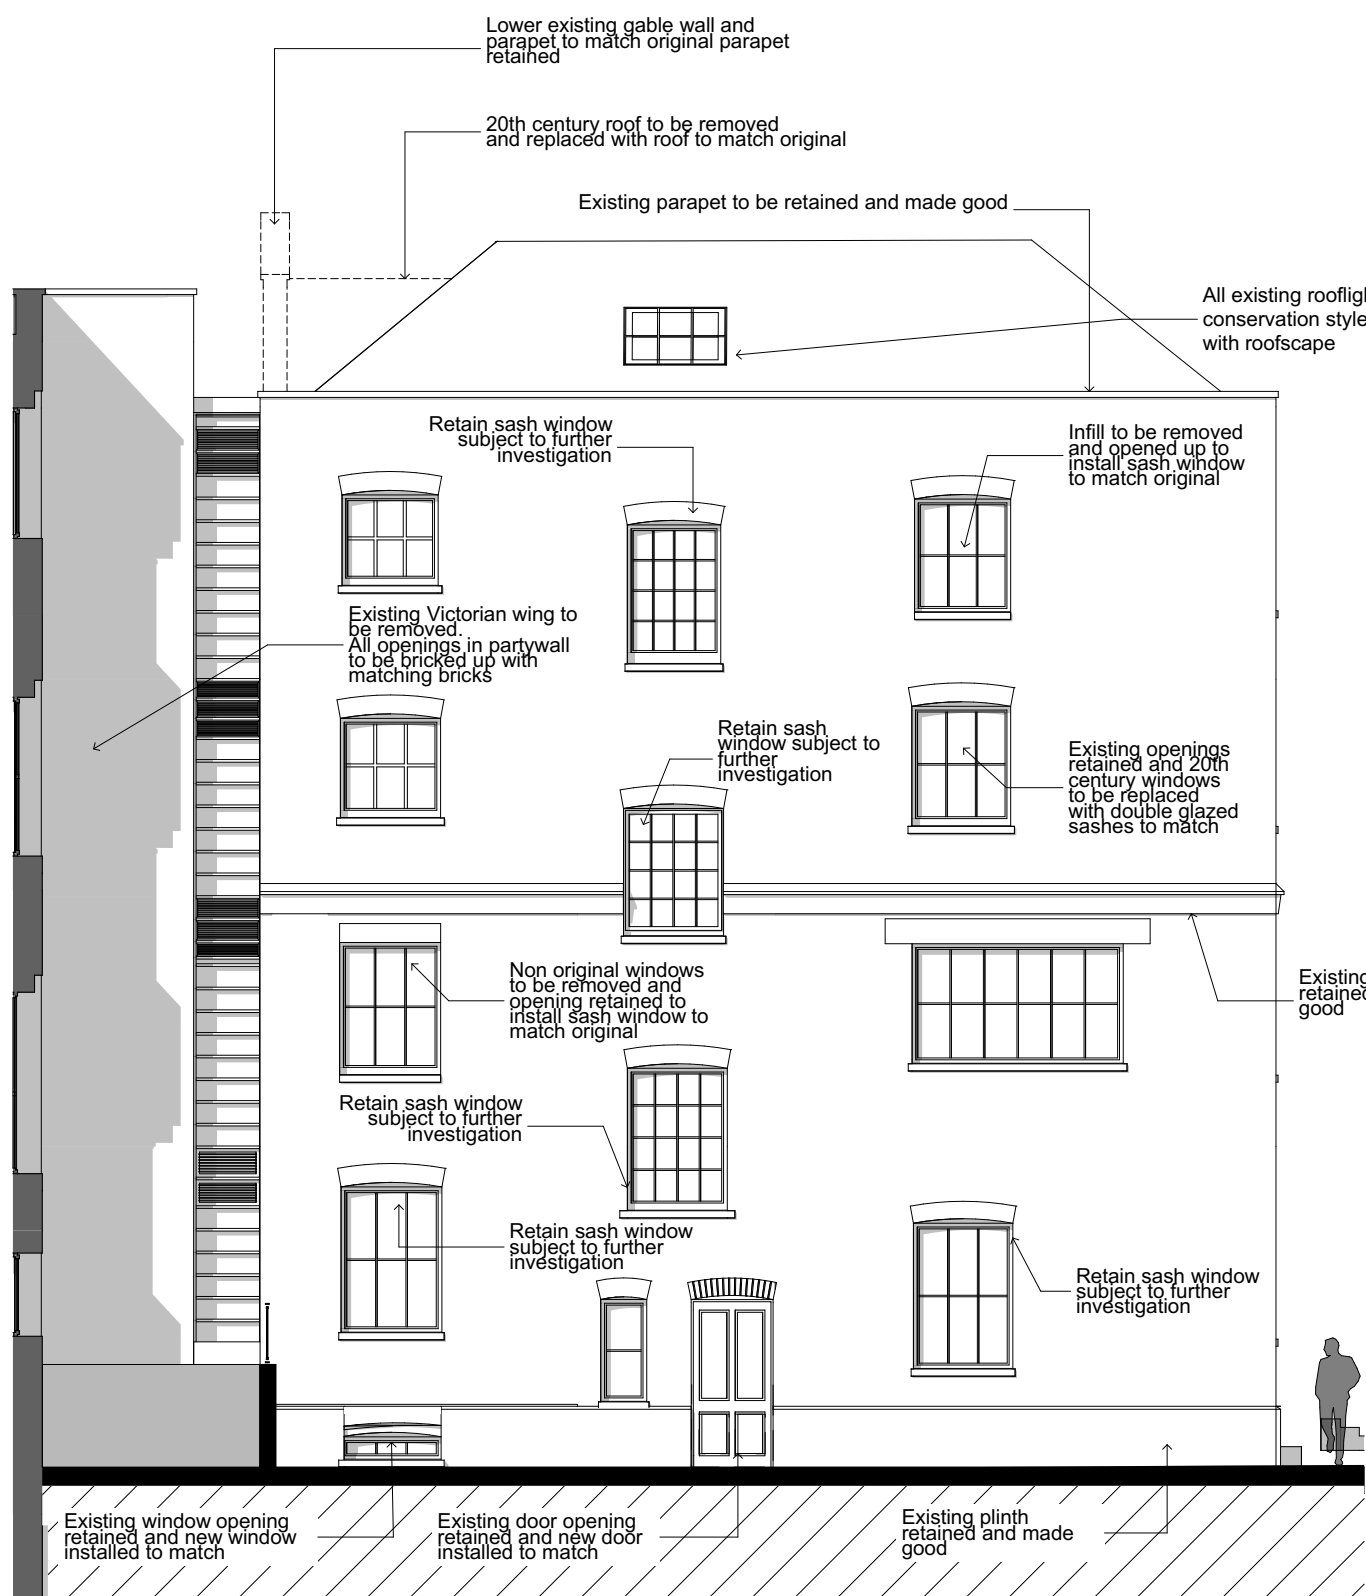 Lower existing gable wall and
parapet to match original parapet
retained
20th century roof to be removed
and replaced with roof to match original
Existing parapet to be retained and made good
All existing
conservation style
with roofscape
Retain sash window
subject to further
investigation
Infill to be removed
and opened up to
install sash window
to match original
Existing Victorian wing to
be removed.
All openings in partywall
to be bricked up with
matching bricks
Retain sash
window subject to
further
investigation
Existing openings
retained and 20th
century windows
to be replaced
with double glazed
sashes to match
Non original windows
to be removed and
opening retained to
install sash window to
match original
Existing
retained
good
Retain sash window
subject to further
investigation
Retain sash window
subject to further
investigation
Retain sash window
subject to further
investigation
Existing window opening
retained and new window
installed to match
Existing door opening
retained and new door
installed to match
Existing plinth
retained and made
good